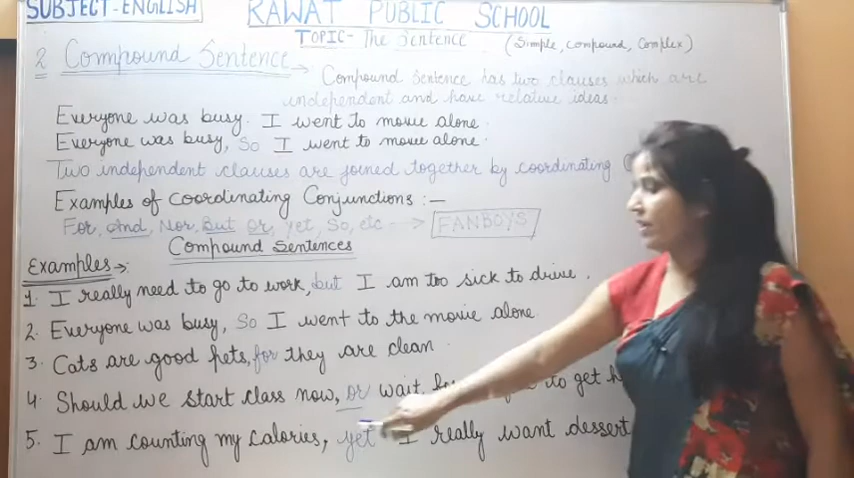 SUBJECT-ENGLISH
RAWAT PUBLIC SCHOOL
TOPIC- The Sentence (Simple, compound, Complex)
2 Compound Sentence → Compound Sentence has two clauses which are
independent and have relative ideas.
Everyone was busy. I went to movie alone.
Everyone was busy, So I went to movie alone.
Two independent clauses are joined together by coordinating
Examples of Coordinating Conjunctions :-
For, And, Nor, But Or, yet, So, etc → FANBOYS
Compound Sentences
Examples →
1. I really need to go to work, but I am too sick to drive.
2. Everyone was busy, So I went to the movie alone
3. Cats are good pets, for they are clean
4. Should we start class now, or wait to get
5. I am counting my calories, yet I really want dessert